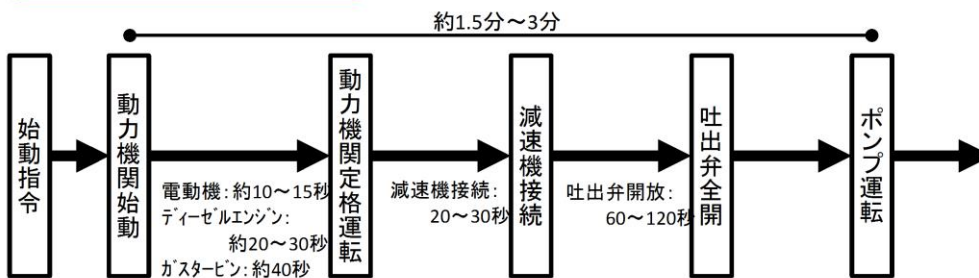 約1.5分～3分
始動指令
動力機関始動
電動機：約10～15秒
ディーゼルエンジン：
約20～30秒
ガスタービン：約40秒
動力機関定格運転
減速機接続：
20～30秒
減速機接続
吐出弁開放：
60～120秒
吐出弁全開
ポンプ運転